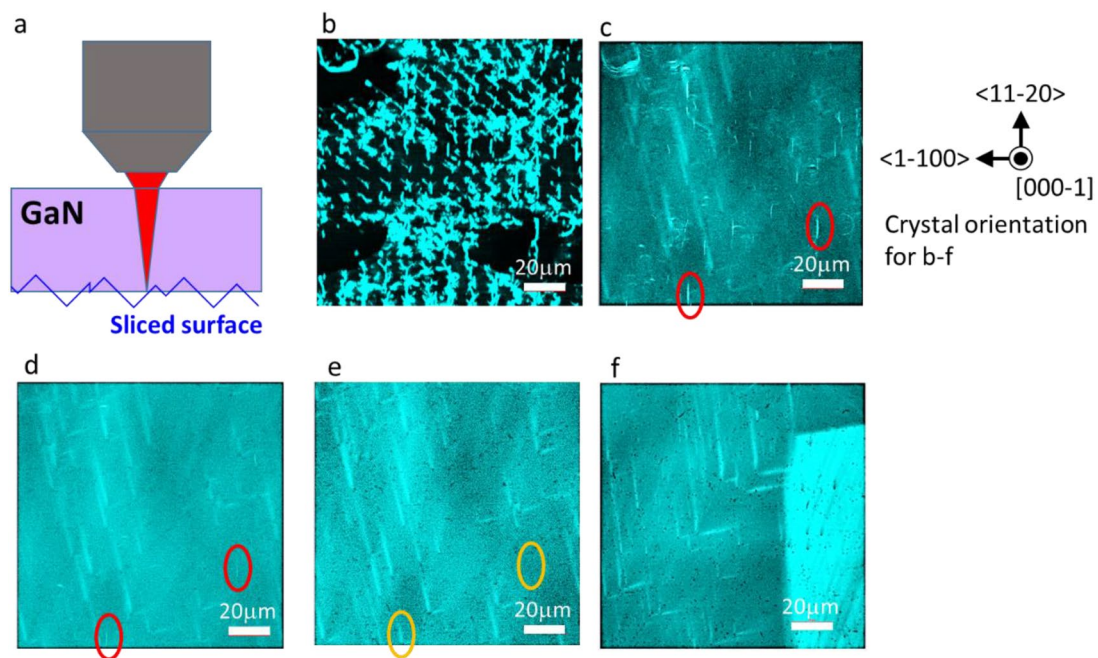 a
b
c
GaN
Sliced surface
20μm
20μm
<11-20>
<1-100>
[000-1]
Crystal orientation
for b-f
d
e
f
20μm
20μm
20μm